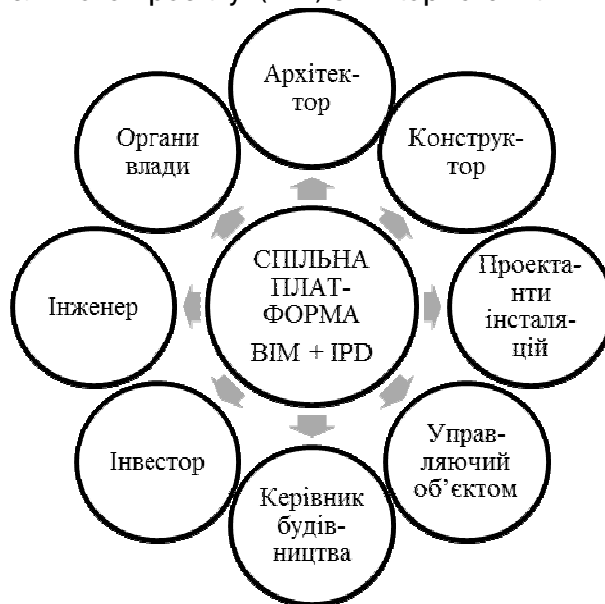 Архітек-
тор
Органи
влади
Конструк-
тор
СПІЛЬНА
ПЛАТ-
ФОРМА
BIM + IPD
Інженер
Проекта-
нти
інсталя-
цій
Інвестор
Управ-
ляючий
об’єктом
Керівник
будів-
ництва